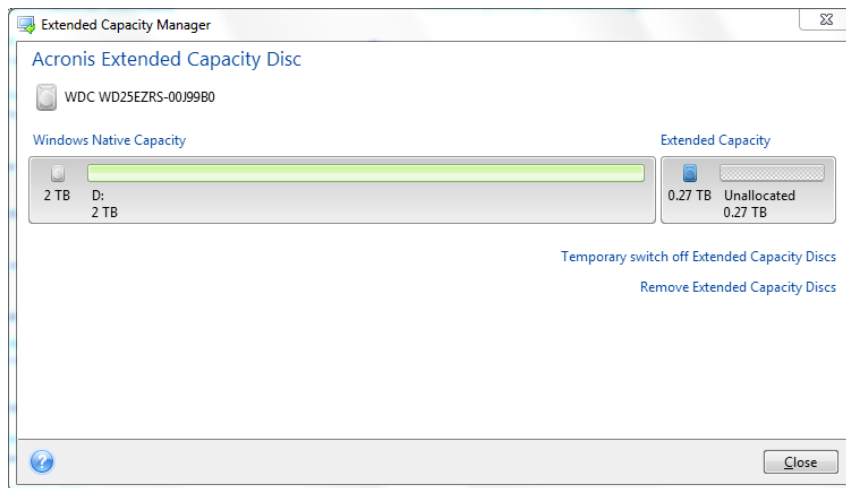 Extended Capacity Manager
Acronis Extended Capacity Disc
WDC WD25EZRS-00J99B0
Windows Native Capacity
Extended Capacity
2 TB
D:
2 TB
0.27 TB
Unallocated
0.27 TB
Temporary switch off Extended Capacity Discs
Remove Extended Capacity Discs
?
Close